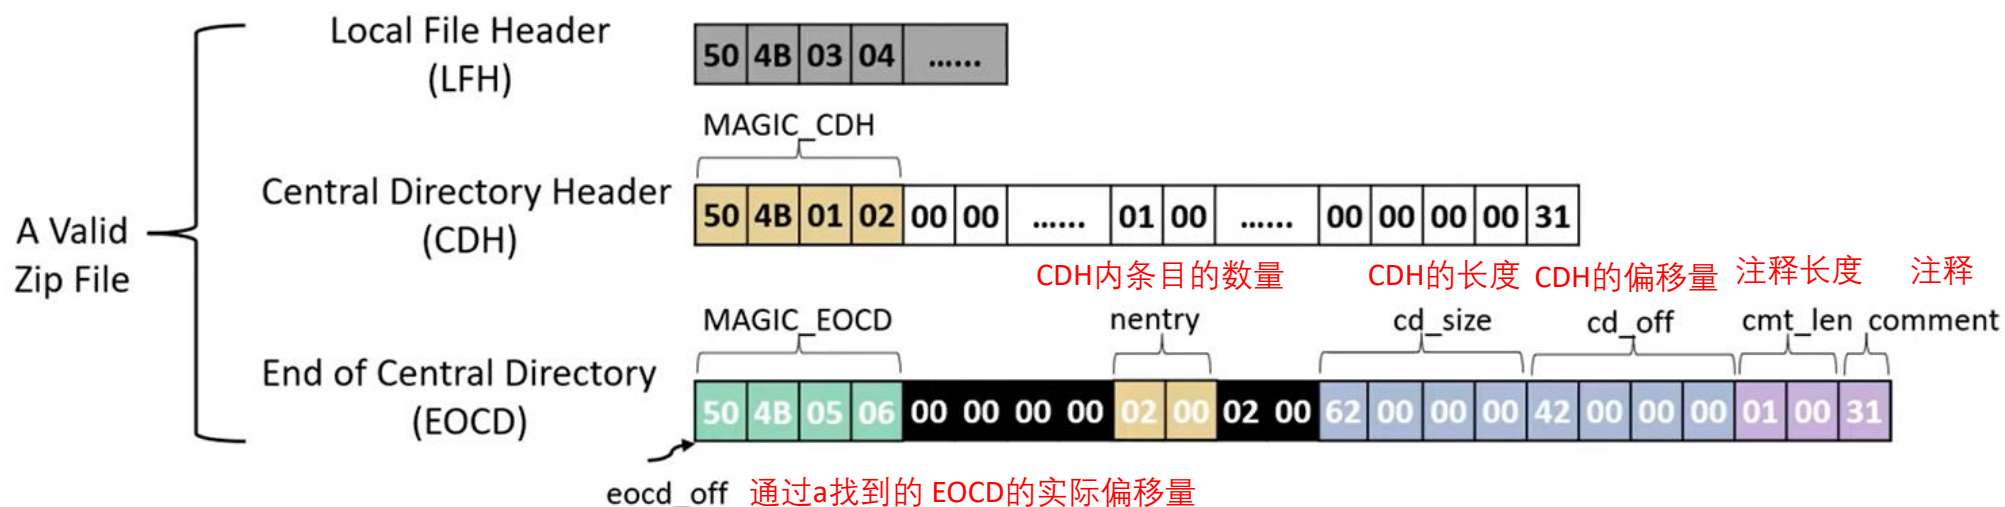 Local File Header
(LFH)
50 4B 03 04 ......
MAGIC_CDH
Central Directory Header
(CDH)
50 4B 01 02 00 00 ...... 01 00 ...... 00 00 00 00 31
A Valid
Zip File
CDH内条目的数量 CDH的长度 CDH的偏移量 注释长度 注释
MAGIC_EOCD nentry cd_size cd_off cmt_len comment
End of Central Directory
(EOCD)
50 4B 05 06 00 00 00 00 02 00 02 00 62 00 00 00 42 00 00 00 01 00 31
eocd_off 通过a找到的 EOCD的实际偏移量